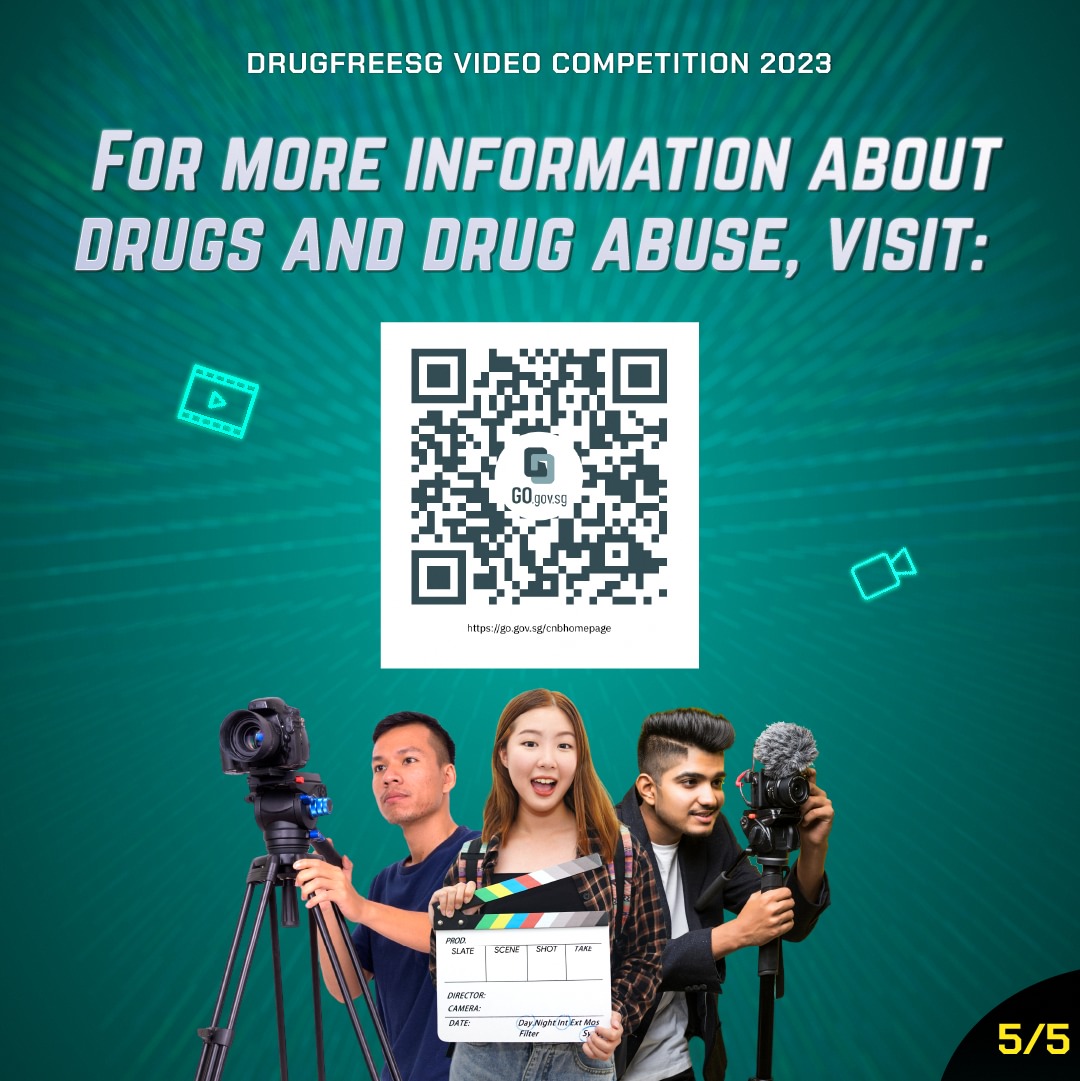 DRUGFREESG VIDEO COMPETITION 2023
FOR MORE INFORMATION ABOUT
DRUGS AND DRUG ABUSE, VISIT:
GO.gov.sg
https://go.gov.sg/cnbhomepage
PROD.
SLATE SCENE SHOT TAKE
DIRECTOR:
CAMERA:
DATE: Day Night Int Ext Mos
Filter
5/5